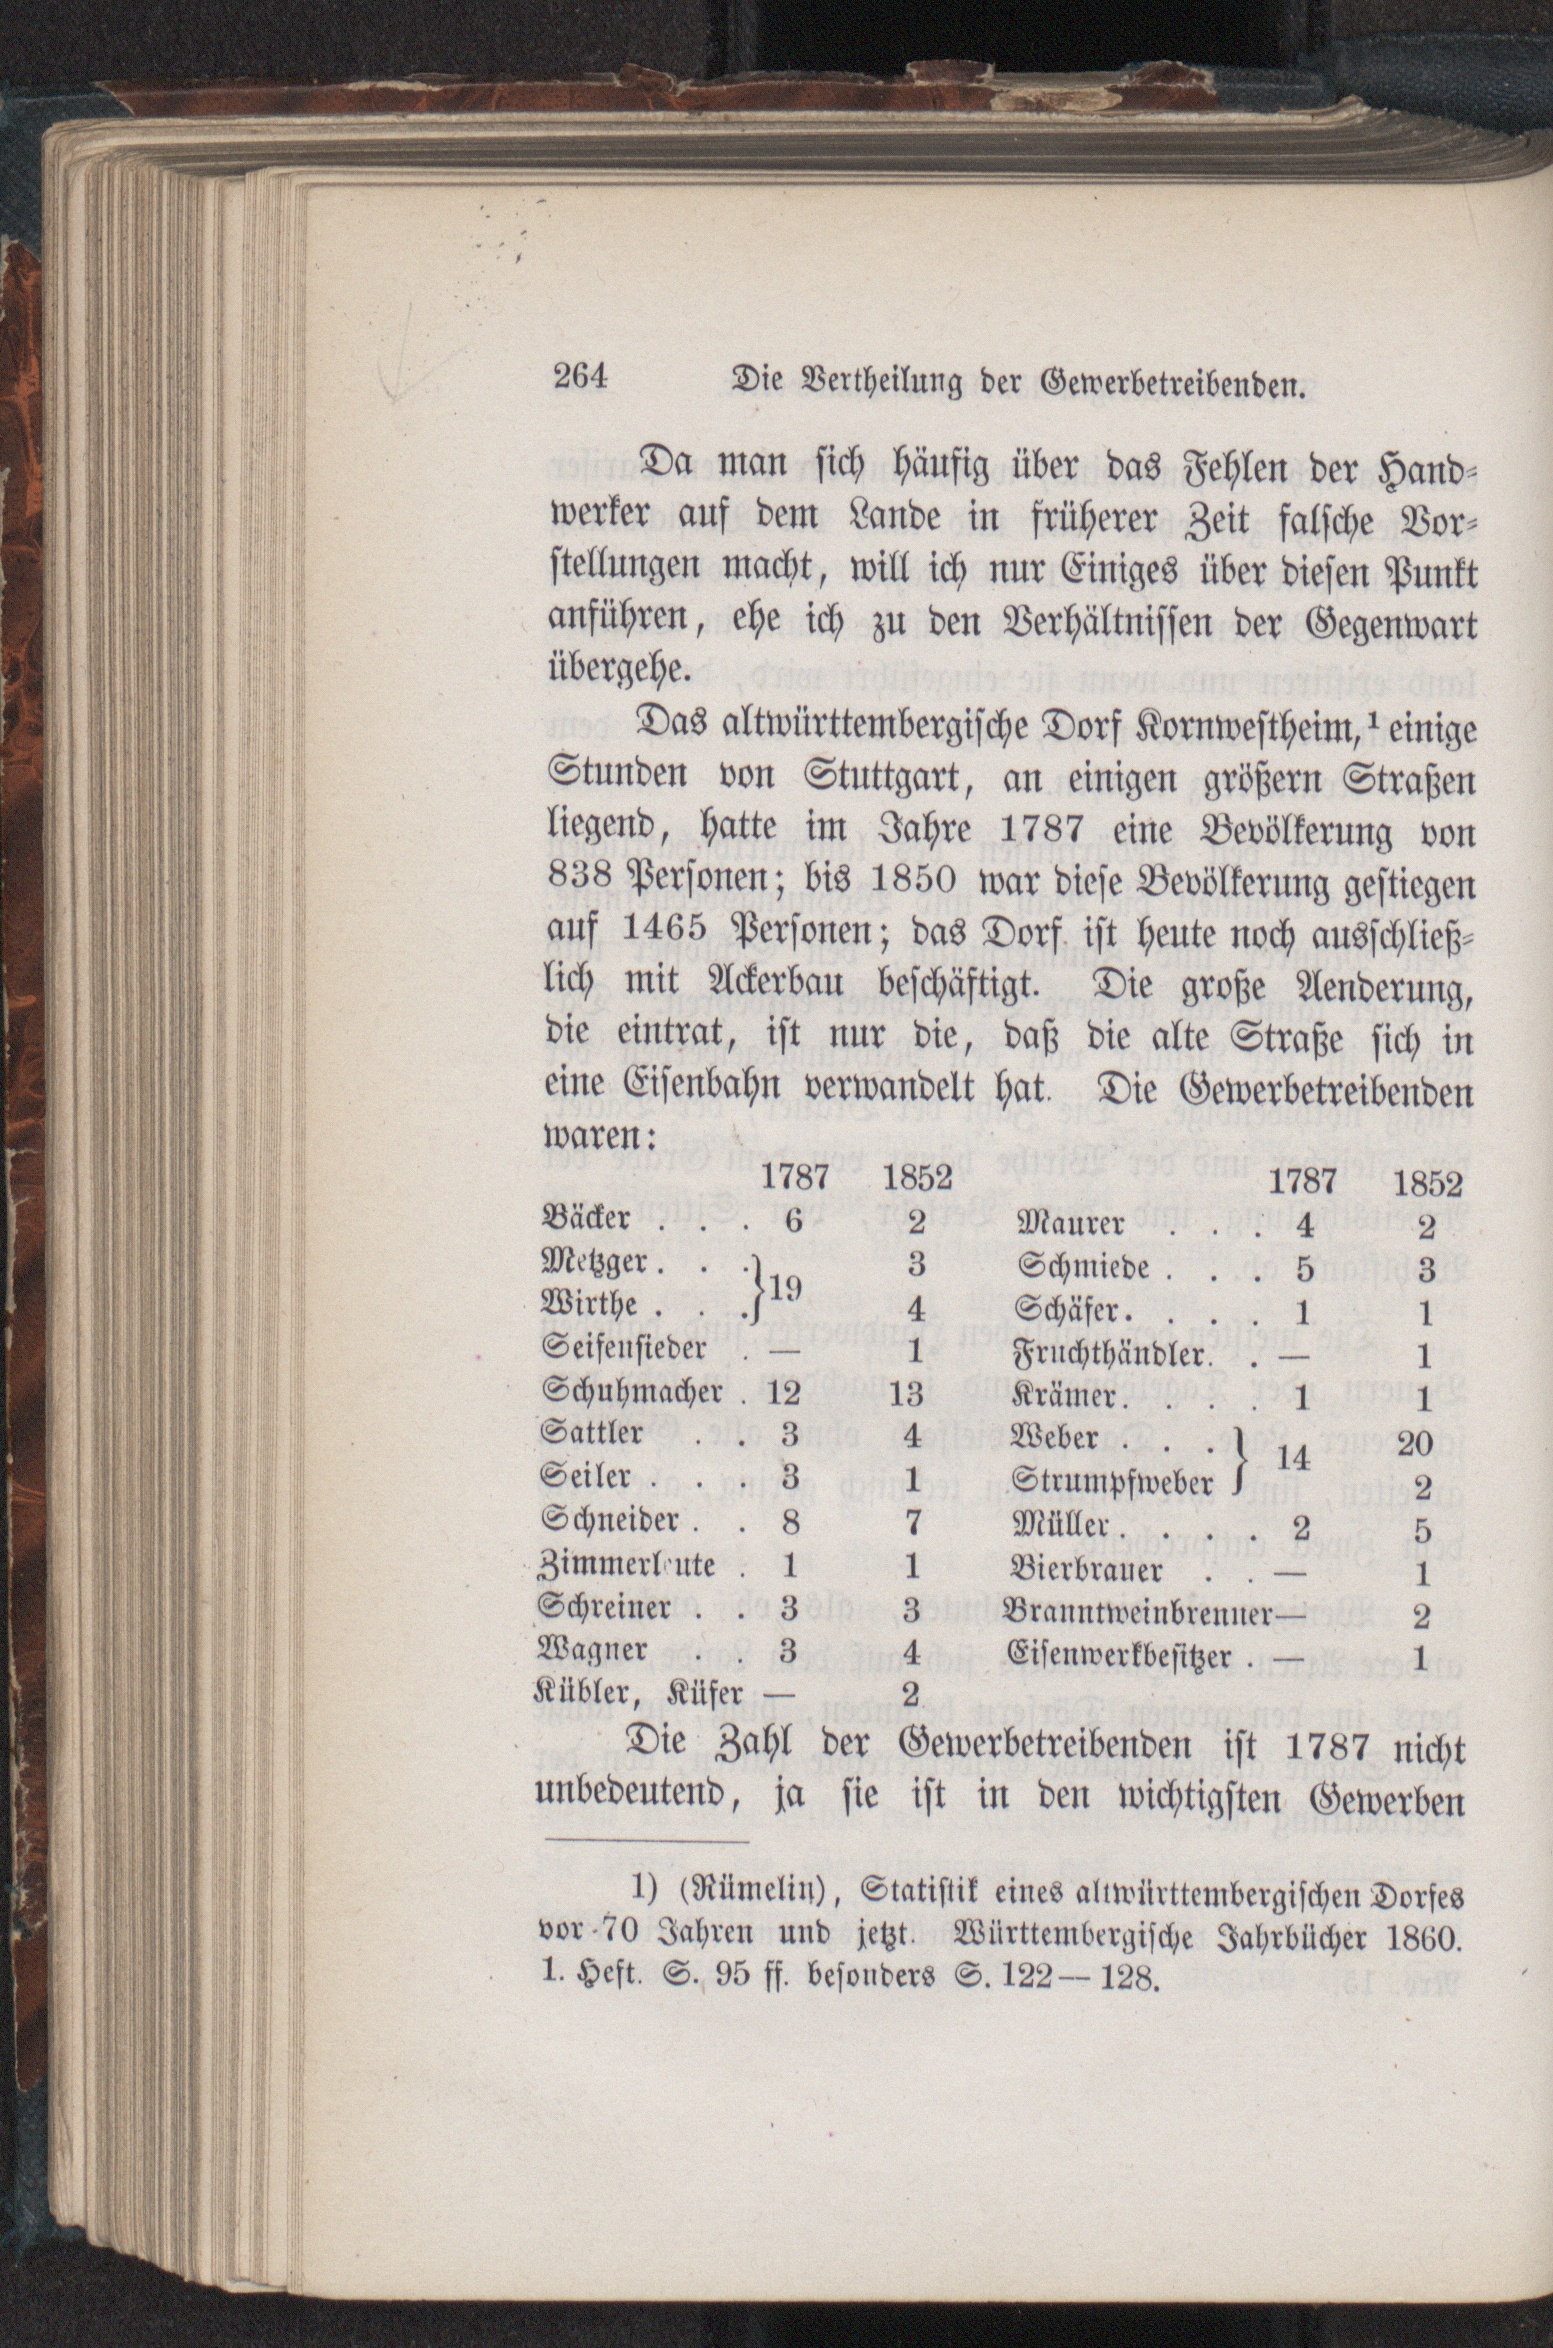 264 Die Vertheilung der Gewerbetreibenden.
Da man sich häufig über das Fehlen der Hand-
werker auf dem Lande in früherer Zeit falsche Vor-
stellungen macht, will ich nur Einiges über diesen Punkt
anführen, ehe ich zu den Verhältnissen der Gegenwart
übergehe.
Das altwürttembergische Dorf Kornwestheim,¹ einige
Stunden von Stuttgart, an einigen größern Straßen
liegend, hatte im Jahre 1787 eine Bevölkerung von
838 Personen; bis 1850 war diese Bevölkerung gestiegen
auf 1465 Personen; das Dorf ist heute noch ausschließ-
lich mit Ackerbau beschäftigt. Die große Aenderung,
die eintrat, ist nur die, daß die alte Straße sich in
eine Eisenbahn verwandelt hat. Die Gewerbetreibenden
waren:
1787 1852 1787 1852
Bäcker . . . 6 2 Maurer . . . 4 2
Metzger . . . } 19 3 Schmiede . . . 5 3
Wirthe . . . } 4 Schäfer . . . . 1 1
Seifensieder . — 1 Fruchthändler . . — 1
Schuhmacher . 12 13 Krämer . . . . 1 1
Sattler . . 3 4 Weber . . . } 14 20
Seiler . . . 3 1 Strumpfweber } 2
Schneider . . 8 7 Müller . . . . 2 5
Zimmerleute . 1 1 Bierbrauer . . — 1
Schreiner . . 3 3 Branntweinbrenner — 2
Wagner . . 3 4 Eisenwerkbesitzer . — 1
Kübler, Küfer — 2
Die Zahl der Gewerbetreibenden ist 1787 nicht
unbedeutend, ja sie ist in den wichtigsten Gewerben
1) (Rümelin), Statistik eines altwürttembergischen Dorfes
vor 70 Jahren und jetzt. Württembergische Jahrbücher 1860.
1. Heft. S. 95 ff. besonders S. 122 — 128.